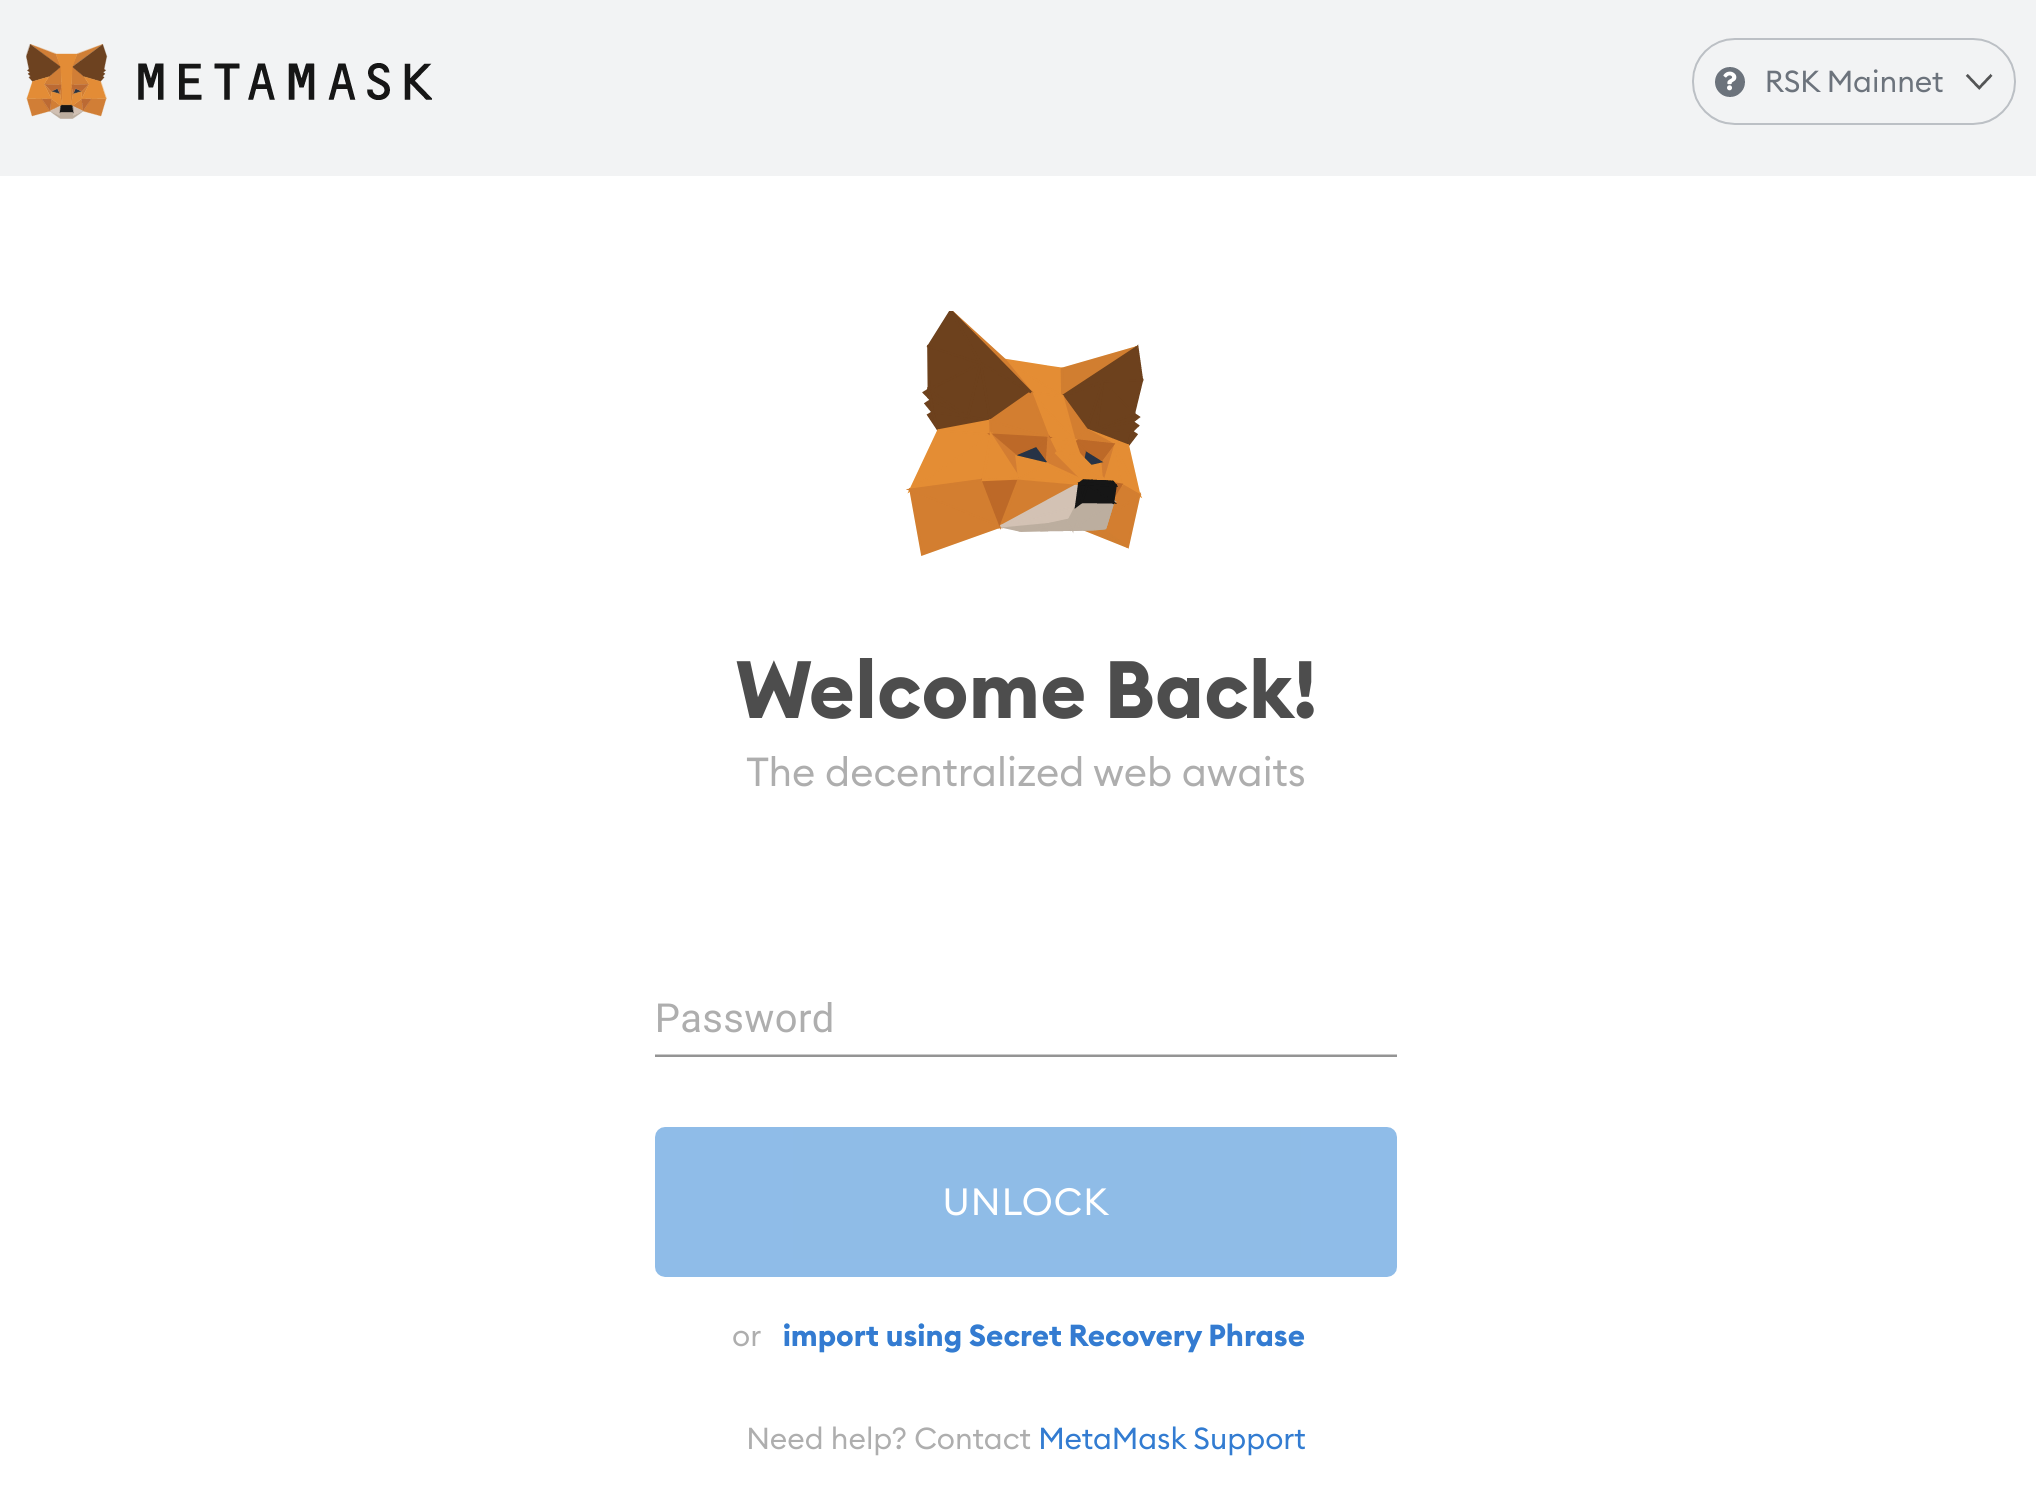 METAMASK
RSK Mainnet
Welcome Back!
The decentralized web awaits
Password
UNLOCK
or import using Secret Recovery Phrase
Need help? Contact MetaMask Support